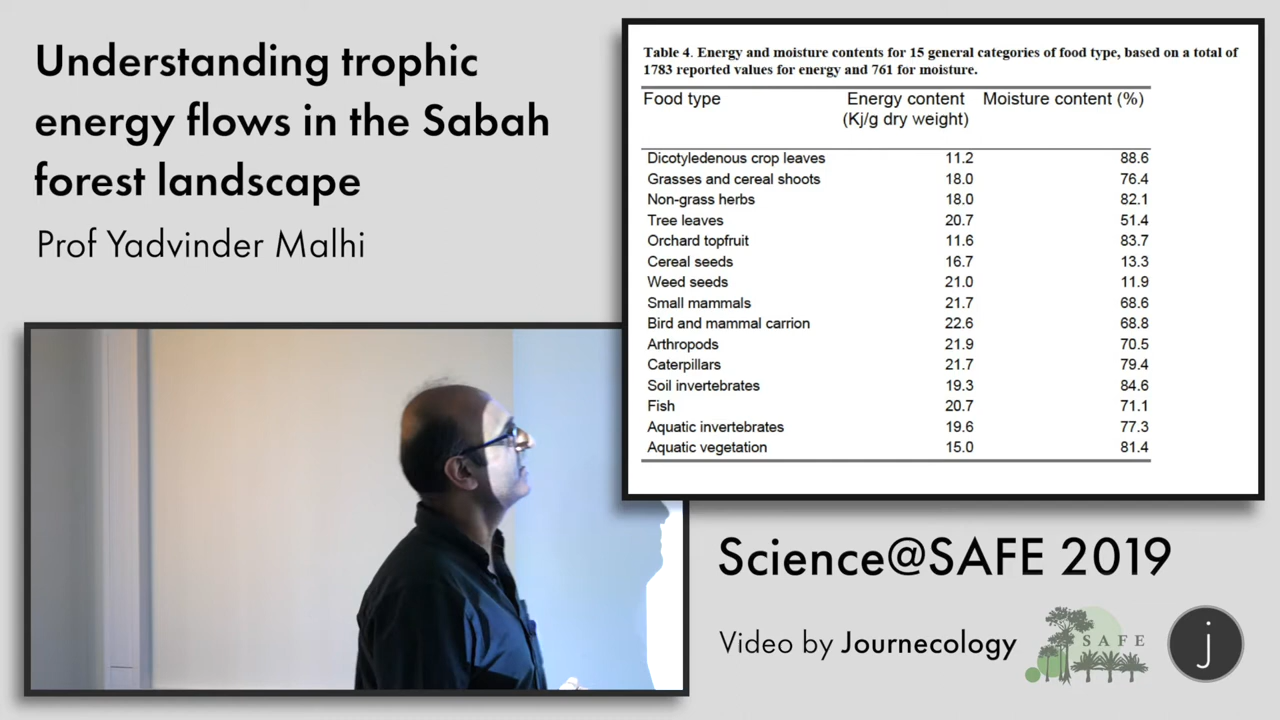 Understanding trophic
energy flows in the Sabah
forest landscape
Prof Yadvinder Malhi
Table 4. Energy and moisture contents for 15 general categories of food type, based on a total of
1783 reported values for energy and 761 for moisture.
Food type Energy content Moisture content (%)
(Kj/g dry weight)
Dicotyledenous crop leaves 11.2 88.6
Grasses and cereal shoots 18.0 76.4
Non-grass herbs 18.0 82.1
Tree leaves 20.7 51.4
Orchard topfruit 11.6 83.7
Cereal seeds 16.7 13.3
Weed seeds 21.0 11.9
Small mammals 21.7 68.6
Bird and mammal carrion 22.6 68.8
Arthropods 21.9 70.5
Caterpillars 21.7 79.4
Soil invertebrates 19.3 84.6
Fish 20.7 71.1
Aquatic invertebrates 19.6 77.3
Aquatic vegetation 15.0 81.4
Science@SAFE 2019
Video by Journecology
SAFE
j